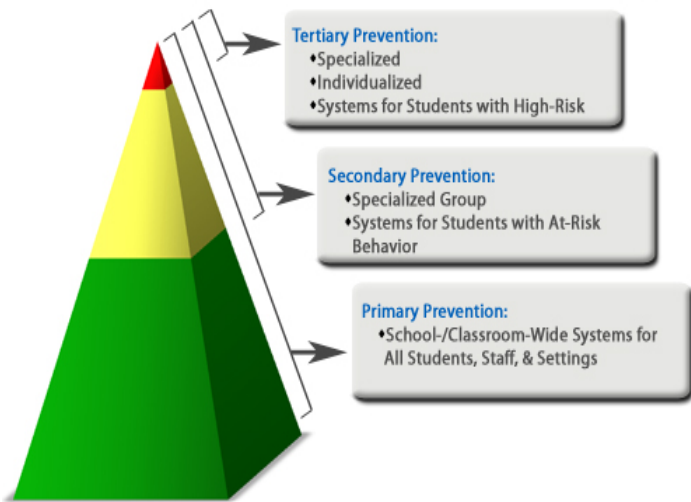 Tertiary Prevention:
♦Specialized
♦Individualized
♦Systems for Students with High-Risk
Secondary Prevention:
♦Specialized Group
♦Systems for Students with At-Risk
Behavior
Primary Prevention:
♦School-/Classroom-Wide Systems for
All Students, Staff, & Settings